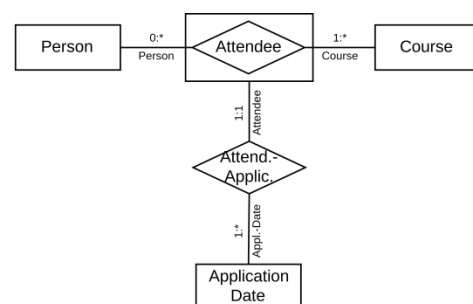 Person
0:*
Person
Attendee
1:*
Course
Course
1:1
Attendee
Attend.-
Applic.
1:*
Appl.-Date
Application
Date